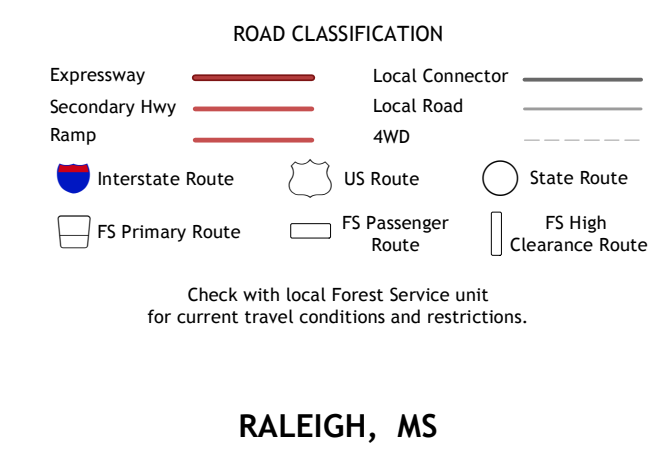 ROAD CLASSIFICATION
Expressway
Local Connector
Secondary Hwy
Local Road
Ramp
4WD
Interstate Route
US Route
State Route
FS Primary Route
FS Passenger
Route
FS High
Clearance Route
Check with local Forest Service unit
for current travel conditions and restrictions.
RALEIGH, MS